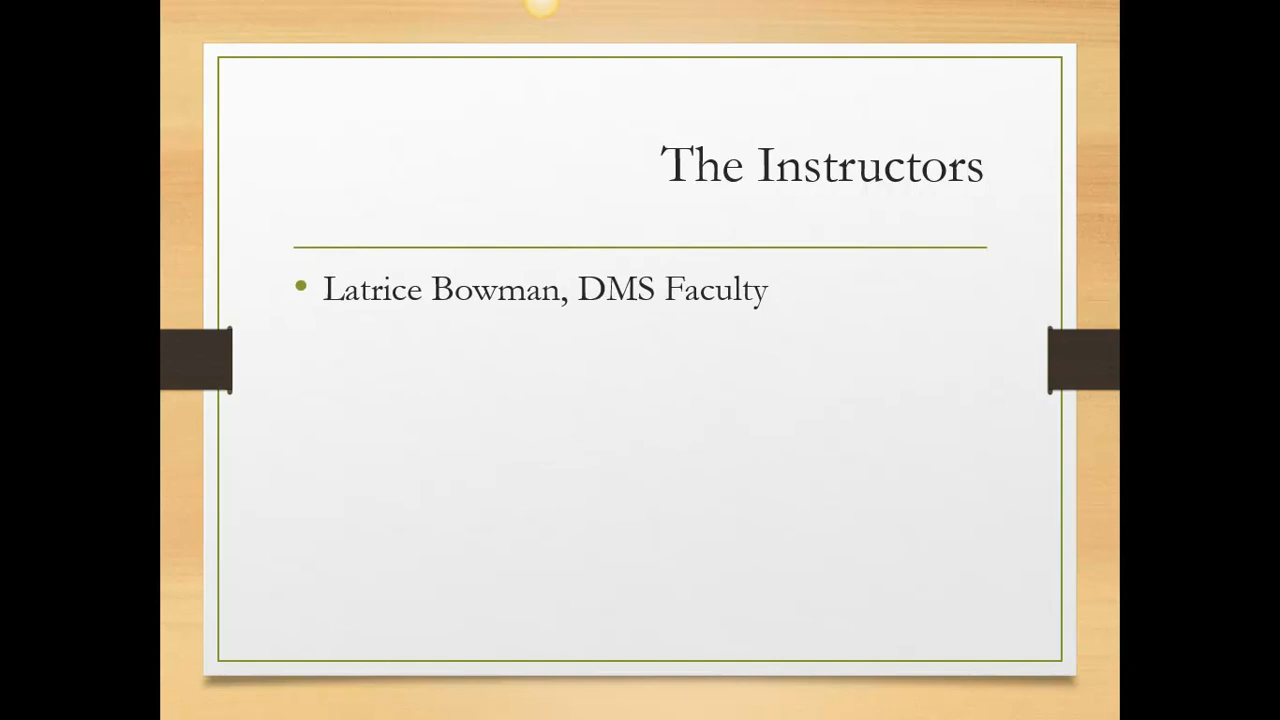 The Instructors
• Latrice Bowman, DMS Faculty